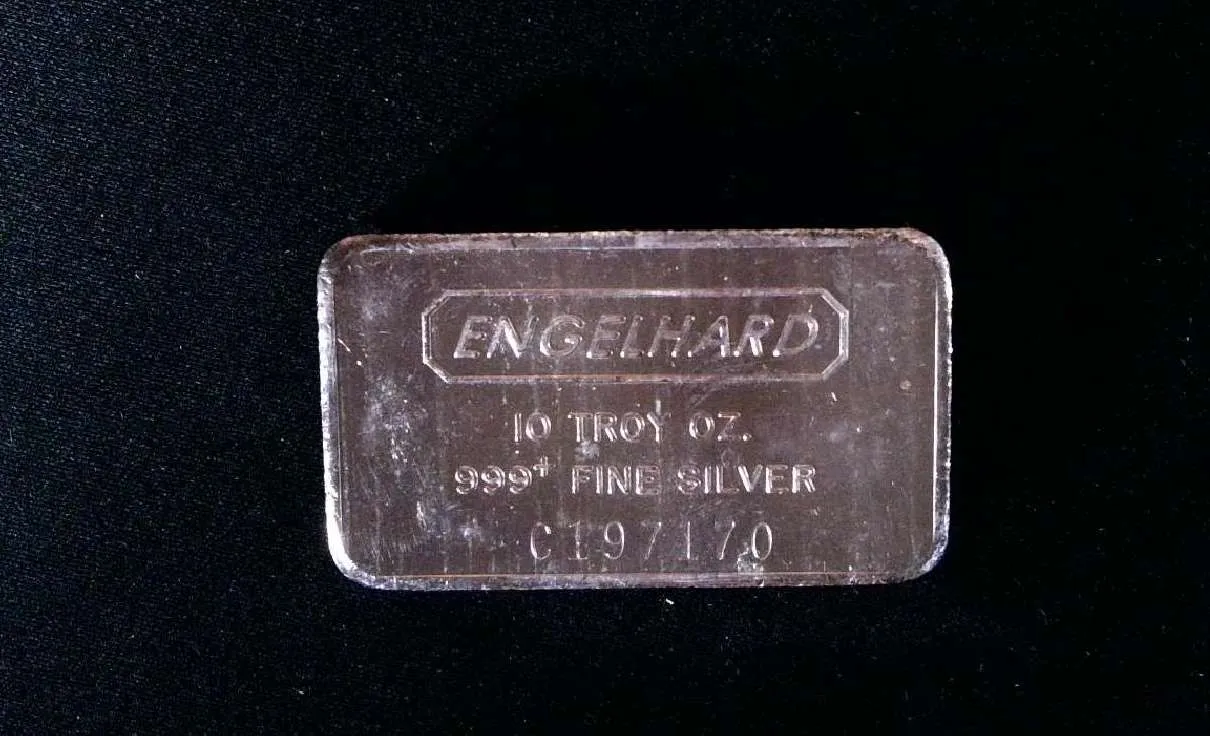 ENGELHARD
10 TROY OZ.
999+ FINE SILVER
C197170